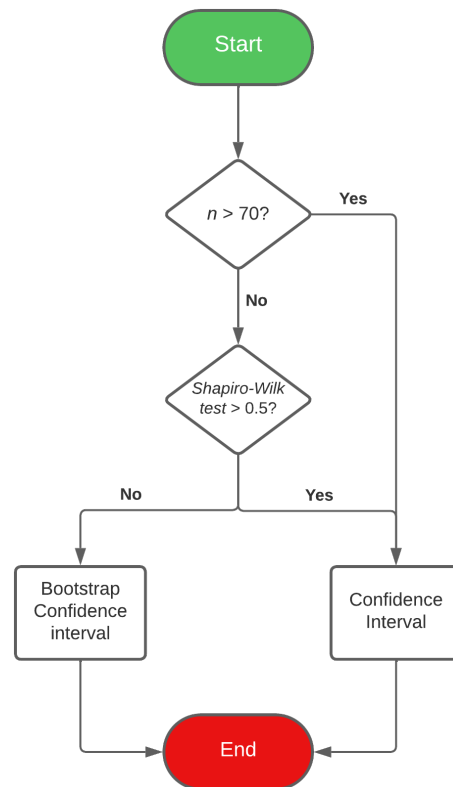 Start
n > 70?
Yes
No
Shapiro-Wilk
test > 0.5?
No
Yes
Bootstrap
Confidence
interval
Confidence
Interval
End